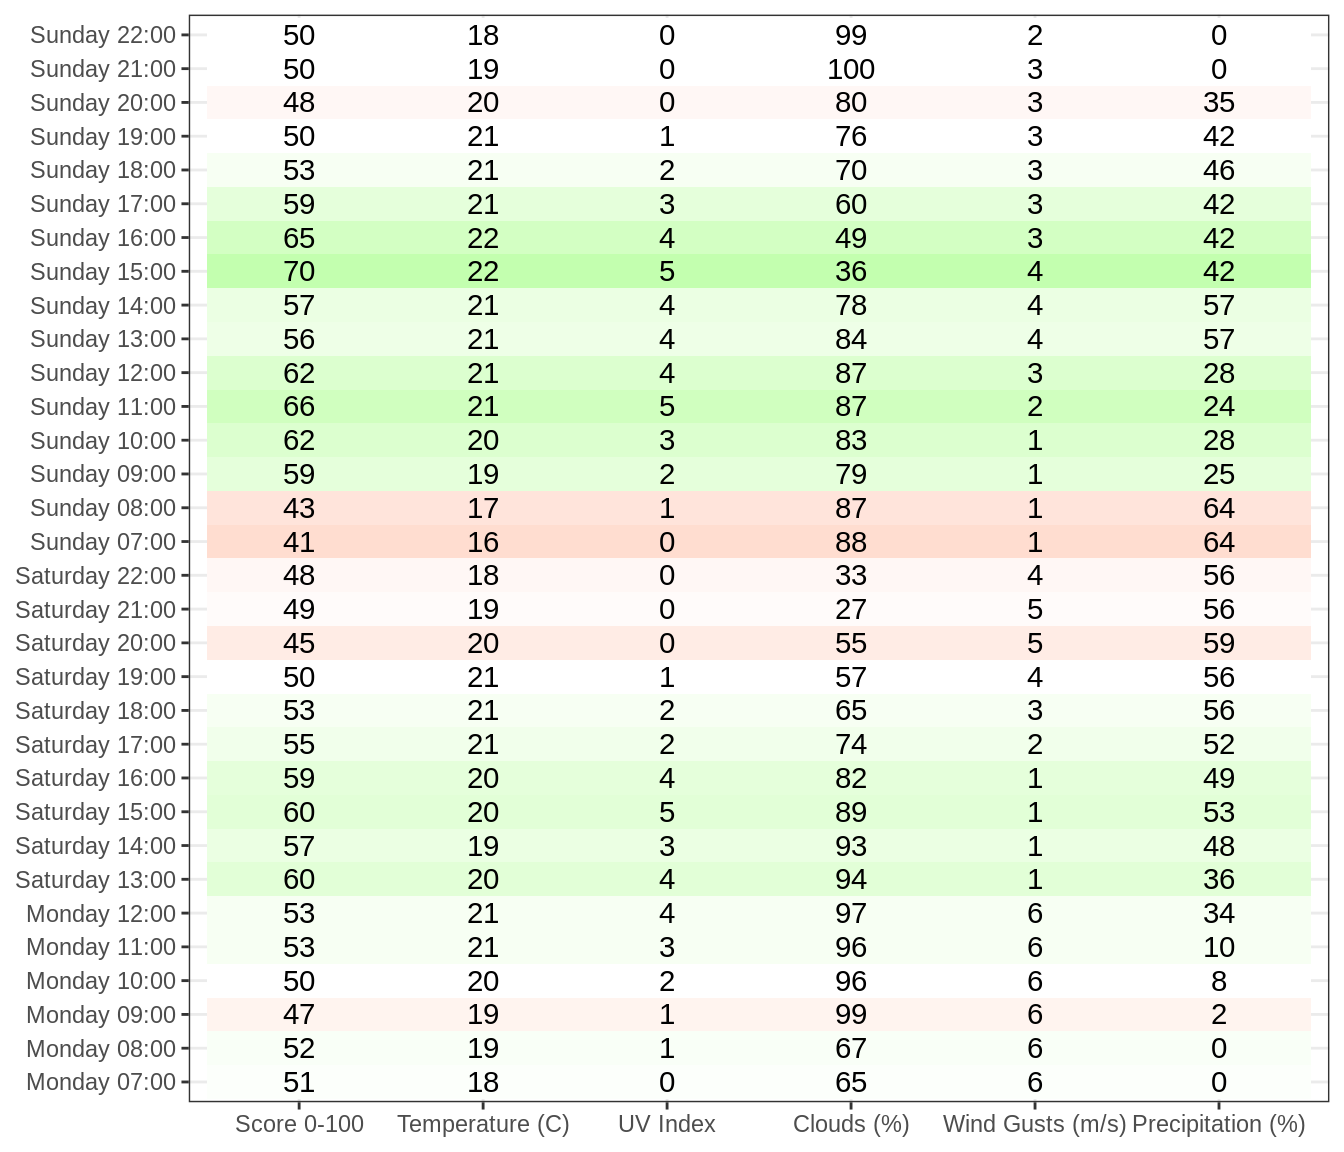 Sunday 22:00 50 18 0 99 2 0
Sunday 21:00 50 19 0 100 3 0
Sunday 20:00 48 20 0 80 3 35
Sunday 19:00 50 21 1 76 3 42
Sunday 18:00 53 21 2 70 3 46
Sunday 17:00 59 21 3 60 3 42
Sunday 16:00 65 22 4 49 3 42
Sunday 15:00 70 22 5 36 4 42
Sunday 14:00 57 21 4 78 4 57
Sunday 13:00 56 21 4 84 4 57
Sunday 12:00 62 21 4 87 3 28
Sunday 11:00 66 21 5 87 2 24
Sunday 10:00 62 20 3 83 1 28
Sunday 09:00 59 19 2 79 1 25
Sunday 08:00 43 17 1 87 1 64
Sunday 07:00 41 16 0 88 1 64
Saturday 22:00 48 18 0 33 4 56
Saturday 21:00 49 19 0 27 5 56
Saturday 20:00 45 20 0 55 5 59
Saturday 19:00 50 21 1 57 4 56
Saturday 18:00 53 21 2 65 3 56
Saturday 17:00 55 21 2 74 2 52
Saturday 16:00 59 20 4 82 1 49
Saturday 15:00 60 20 5 89 1 53
Saturday 14:00 57 19 3 93 1 48
Saturday 13:00 60 20 4 94 1 36
Monday 12:00 53 21 4 97 6 34
Monday 11:00 53 21 3 96 6 10
Monday 10:00 50 20 2 96 6 8
Monday 09:00 47 19 1 99 6 2
Monday 08:00 52 19 1 67 6 0
Monday 07:00 51 18 0 65 6 0
Score 0-100 Temperature (C) UV Index Clouds (%) Wind Gusts (m/s) Precipitation (%)